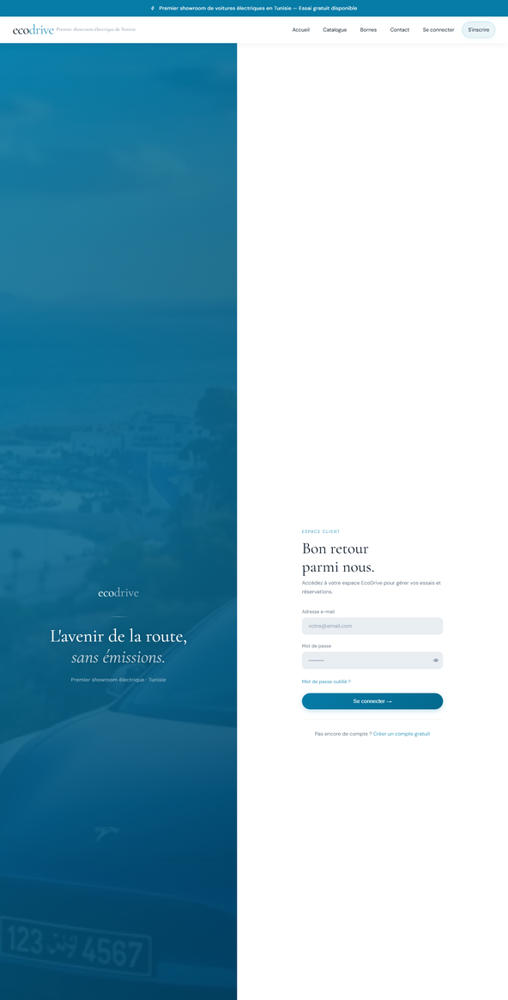 Premier showroom de voitures électriques en Tunisie — Essai gratuit disponible
ecodrive Premier showroom électrique de Tunisie
Accueil Catalogue Bornes Contact Se connecter S'inscrire
ecodrive
L'avenir de la route,
sans émissions.
Premier showroom électrique · Tunisie
123 تونس 4567
ESPACE CLIENT
Bon retour
parmi nous.
Accédez à votre espace EcoDrive pour gérer vos essais et
réservations.
Adresse e-mail
votre@email.com
Mot de passe
••••••••
Mot de passe oublié ?
Se connecter →
Pas encore de compte ? Créer un compte gratuit